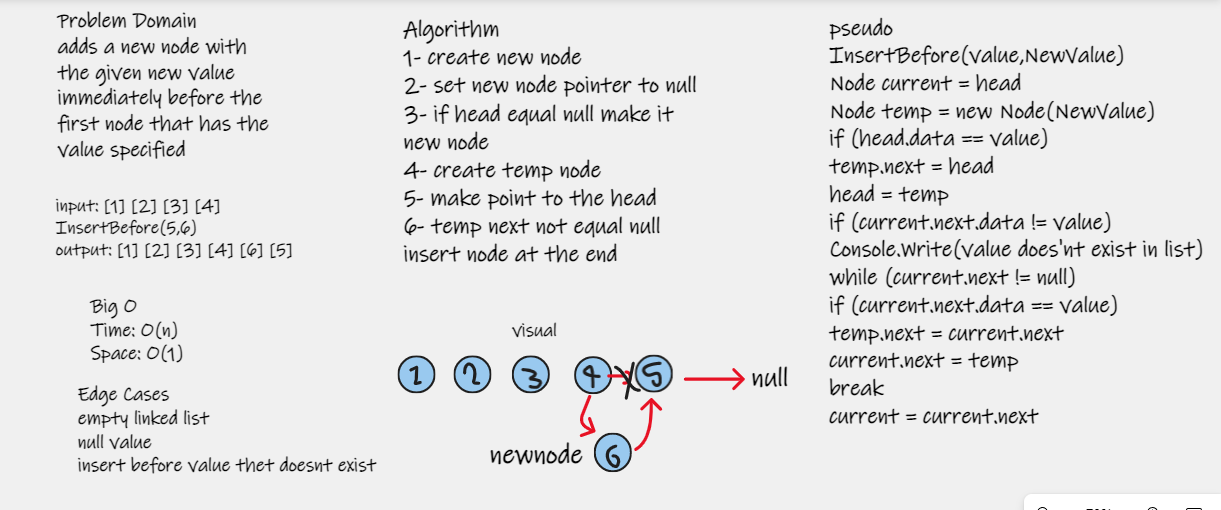 Problem Domain
adds a new node with
the given new value
immediately before the
first node that has the
value specified
input: [1] [2] [3] [4]
InsertBefore(5,6)
output: [1] [2] [3] [4] [6] [5]
Big O
Time: O(n)
Space: O(1)
Edge Cases
empty linked list
null value
insert before value thet doesnt exist
Algorithm
1- create new node
2- set new node pointer to null
3- if head equal null make it
new node
4- create temp node
5- make point to the head
6- temp next not equal null
insert node at the end
visual
1 2 3 4 5 null
newnode 6
pseudo
InsertBefore(value,NewValue)
Node current = head
Node temp = new Node(NewValue)
if (head.data == value)
temp.next = head
head = temp
if (current.next.data != value)
Console.Write(value does'nt exist in list)
while (current.next != null)
if (current.next.data == value)
temp.next = current.next
current.next = temp
break
current = current.next